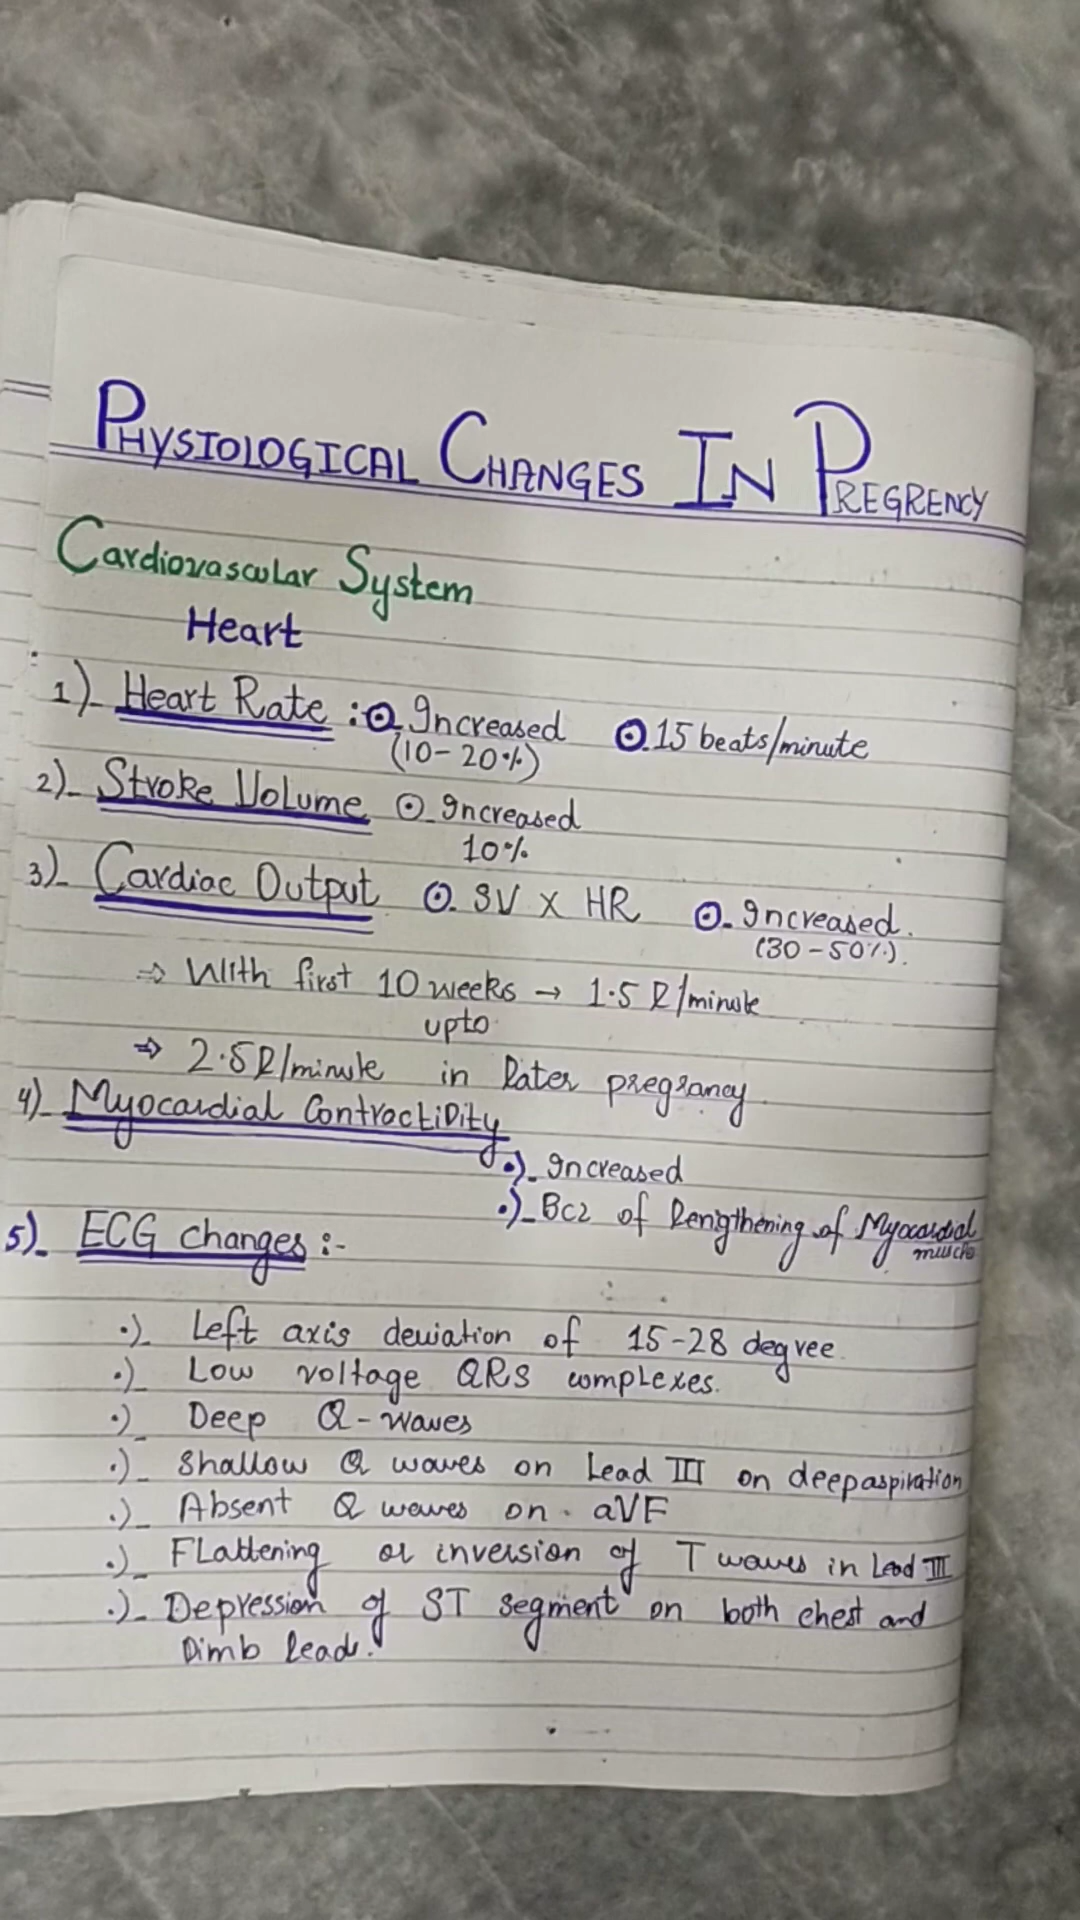 PHYSIOLOGICAL CHANGES IN PREGRENCY
Cardiovascular System
Heart
1)- Heart Rate : Increased 15 beats/minute
(10-20%)
2)- Stroke Volume Increased
10%
3)- Cardiac Output SV X HR Increased.
(30-50%).
⇒ With first 10 weeks → 1.5 l/minute
upto
⇒ 2.5l/minute in later pregnancy
4)- Myocardial Contractility
•)- Increased
•)- Bcz of lengthening of Myocardial
muscle
5)- ECG changes :-
•)- Left axis deviation of 15-28 degree.
•)- Low voltage QRS complexes.
•)- Deep Q-waves
•)- Shallow Q waves on Lead III on deepaspiration
•)- Absent Q waves on aVF
•)- Flattening or inversion of T waves in Lead III
•)- Depression of ST segment on both chest and
limb lead.